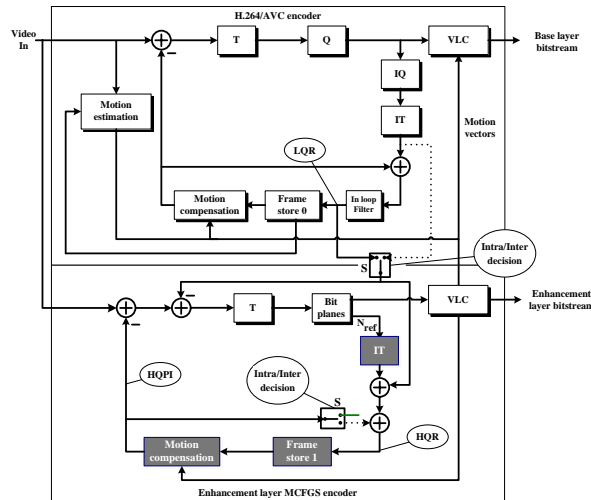 H.264/AVC encoder
Video
In
T
Q
VLC
Base layer
bitstream
IQ
Motion
estimation
IT
Motion
vectors
LQR
Motion
compensation
Frame
store 0
In loop
Filter
Intra/Inter
decision
S
T
Bit
planes
VLC
Enhancement
layer bitstream
N
ref
IT
HQPI
Intra/Inter
decision
S
HQR
Motion
compensation
Frame
store 1
Enhancement layer MCFGS encoder